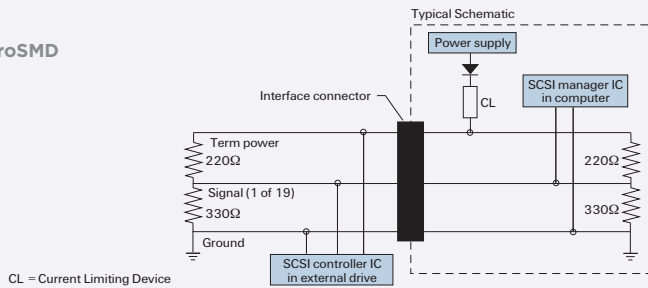 Typical Schematic
roSMD
Power supply
SCSI manager IC
in computer
Interface connector
CL
Term power
220Ω
220Ω
Signal (1 of 19)
330Ω
330Ω
Ground
SCSI controller IC
in external drive
CL = Current Limiting Device